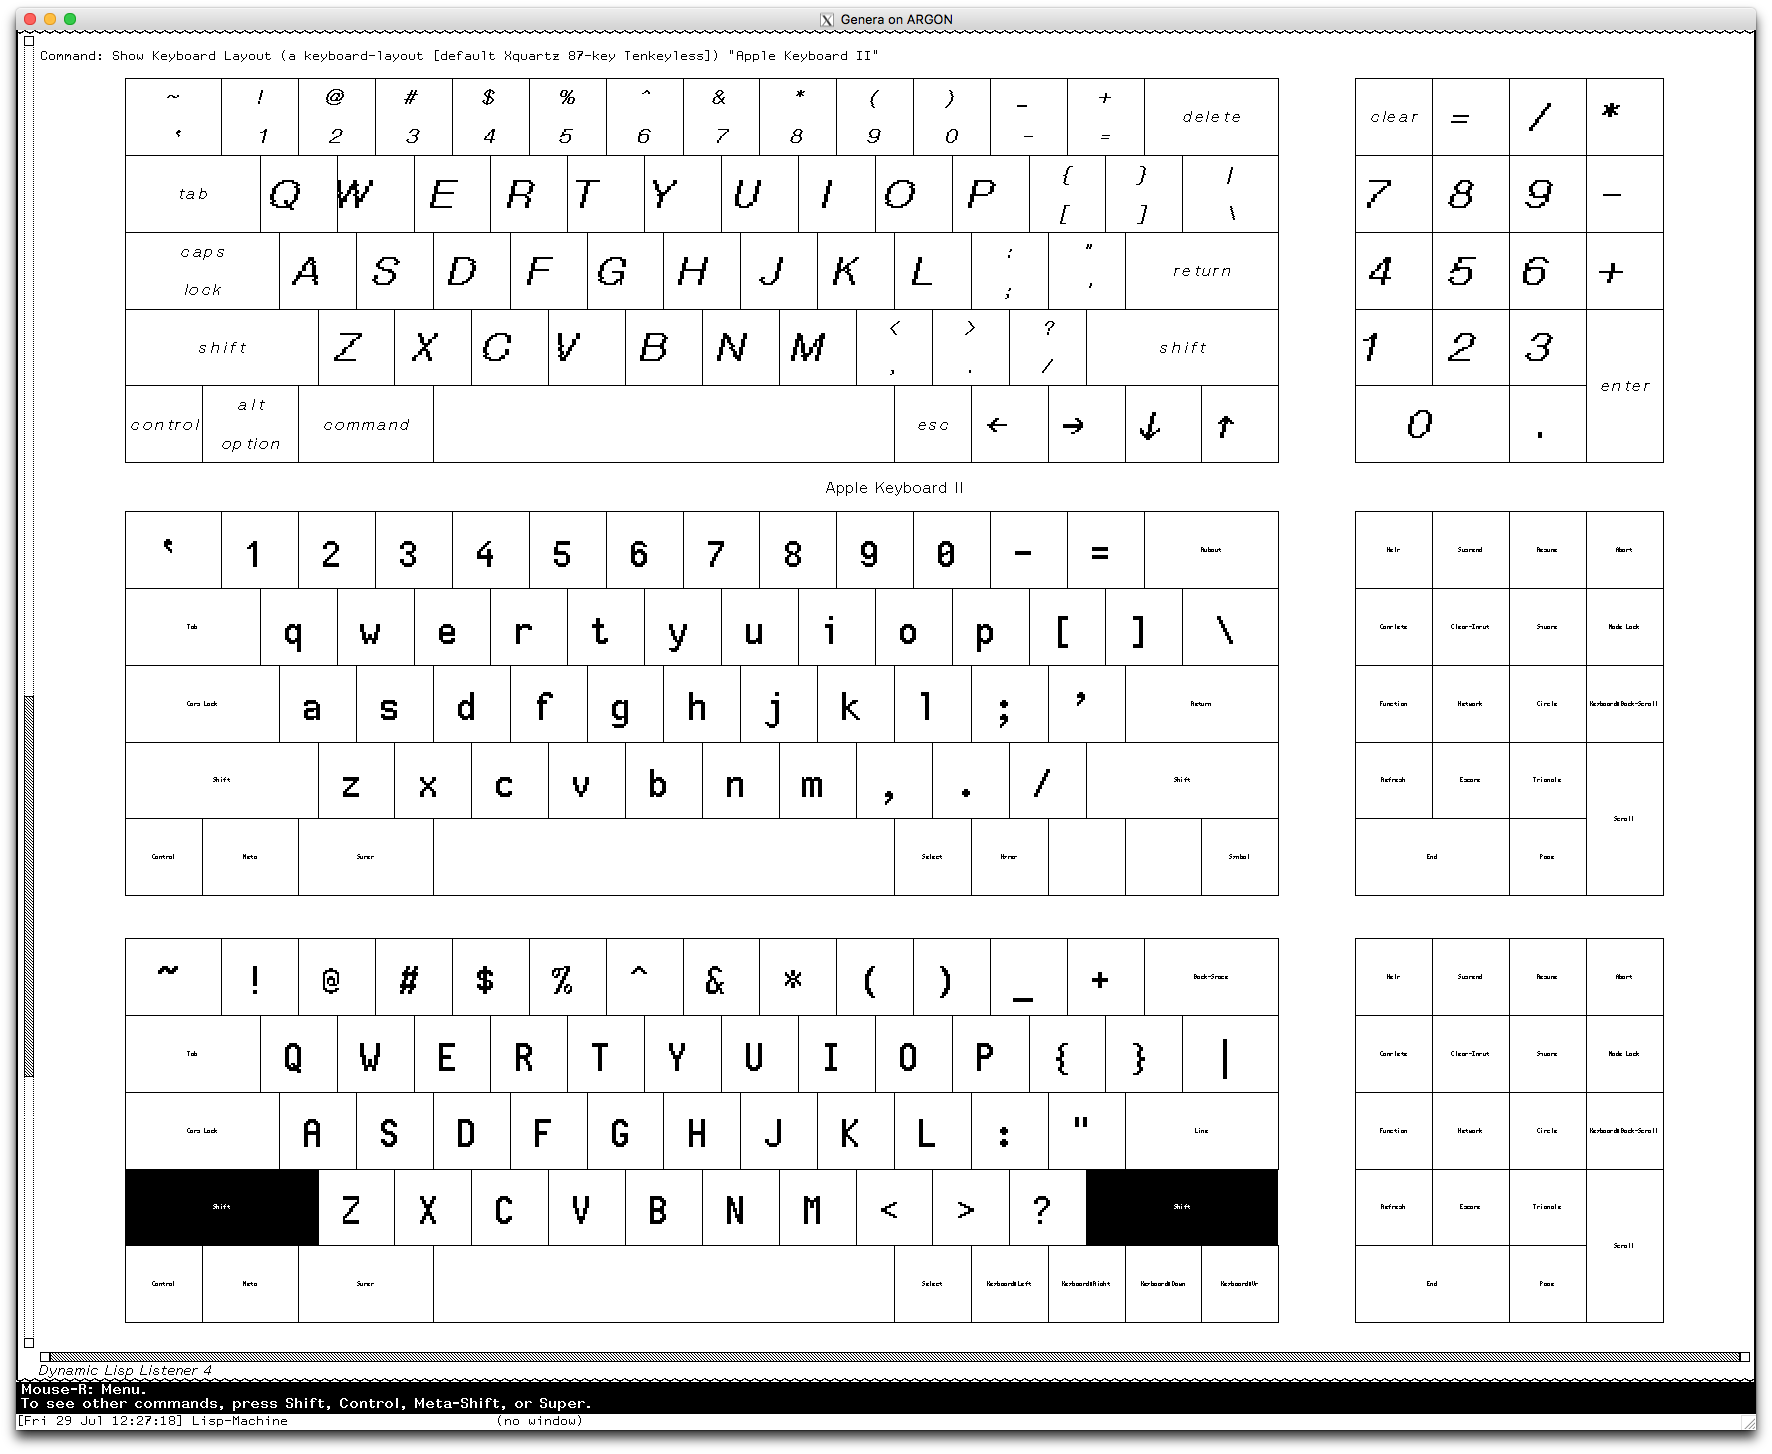 Genera on ARGON
Command: Show Keyboard Layout (a keyboard-layout [default Xquartz 87-key Tenkeyless]) "Apple Keyboard II"
~ ! @ # $ % ^ & * ( ) _ +
` 1 2 3 4 5 6 7 8 9 0 - = delete clear = / *
tab Q W E R T Y U I O P { } | 7 8 9 -
[ ] \
caps lock A S D F G H J K L : " return 4 5 6 +
; '
shift Z X C V B N M < > ? shift 1 2 3
, . /
control alt option command esc ← → ↓ ↑ 0 . enter
Apple Keyboard II
` 1 2 3 4 5 6 7 8 9 0 - = Rubout Help Suspend Resume Abort
Tab q w e r t y u i o p [ ] \ Complete Clear-Input Square Mode Lock
Caps Lock a s d f g h j k l ; ' Return Function Network Circle Keyboard:Back-Scroll
Shift z x c v b n m , . / Shift Refresh Escape Triangle Scroll
Control Meta Super Select Hyper Symbol End Page
~ ! @ # $ % ^ & * ( ) _ + Back-Space Help Suspend Resume Abort
Tab Q W E R T Y U I O P { } | Complete Clear-Input Square Mode Lock
Caps Lock A S D F G H J K L : " Line Function Network Circle Keyboard:Back-Scroll
Shift Z X C V B N M < > ? Shift Refresh Escape Triangle Scroll
Control Meta Super Select Keyboard:Left Keyboard:Right Keyboard:Down Keyboard:Up End Page
Dynamic Lisp Listener 4
Mouse-R: Menu.
To see other commands, press Shift, Control, Meta-Shift, or Super.
[Fri 29 Jul 12:27:18] Lisp-Machine (no window)